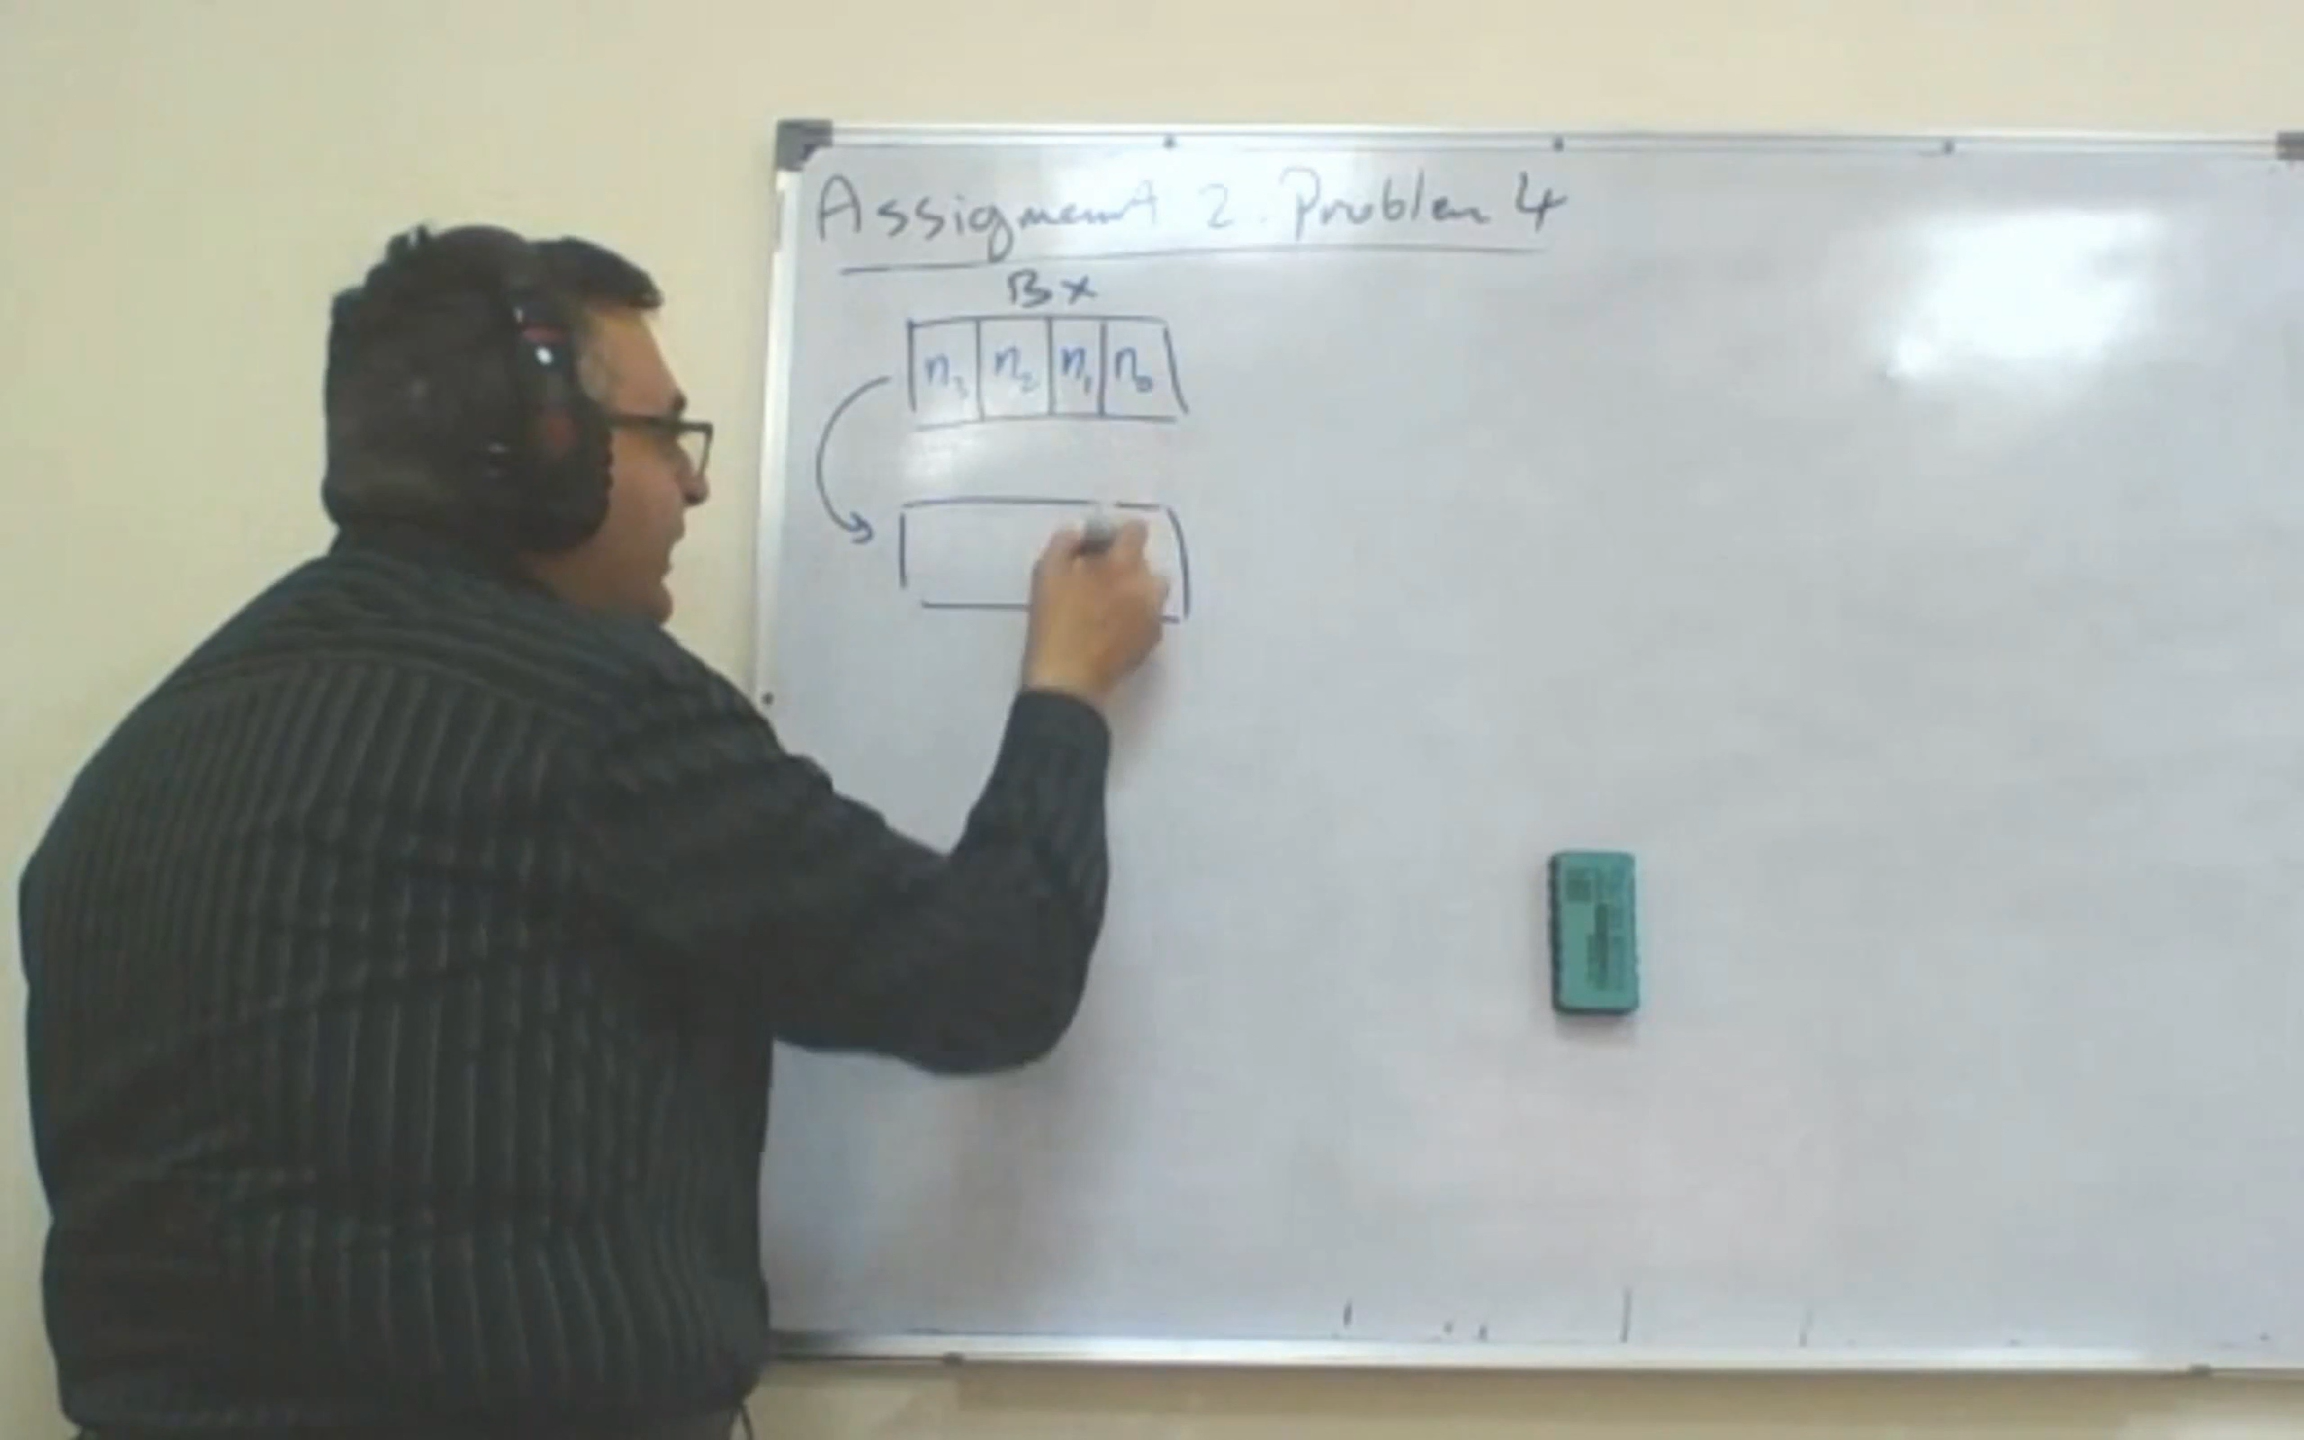 Assigment 2. Problem 4
Bx
n₃ n₂ n₁ n₀